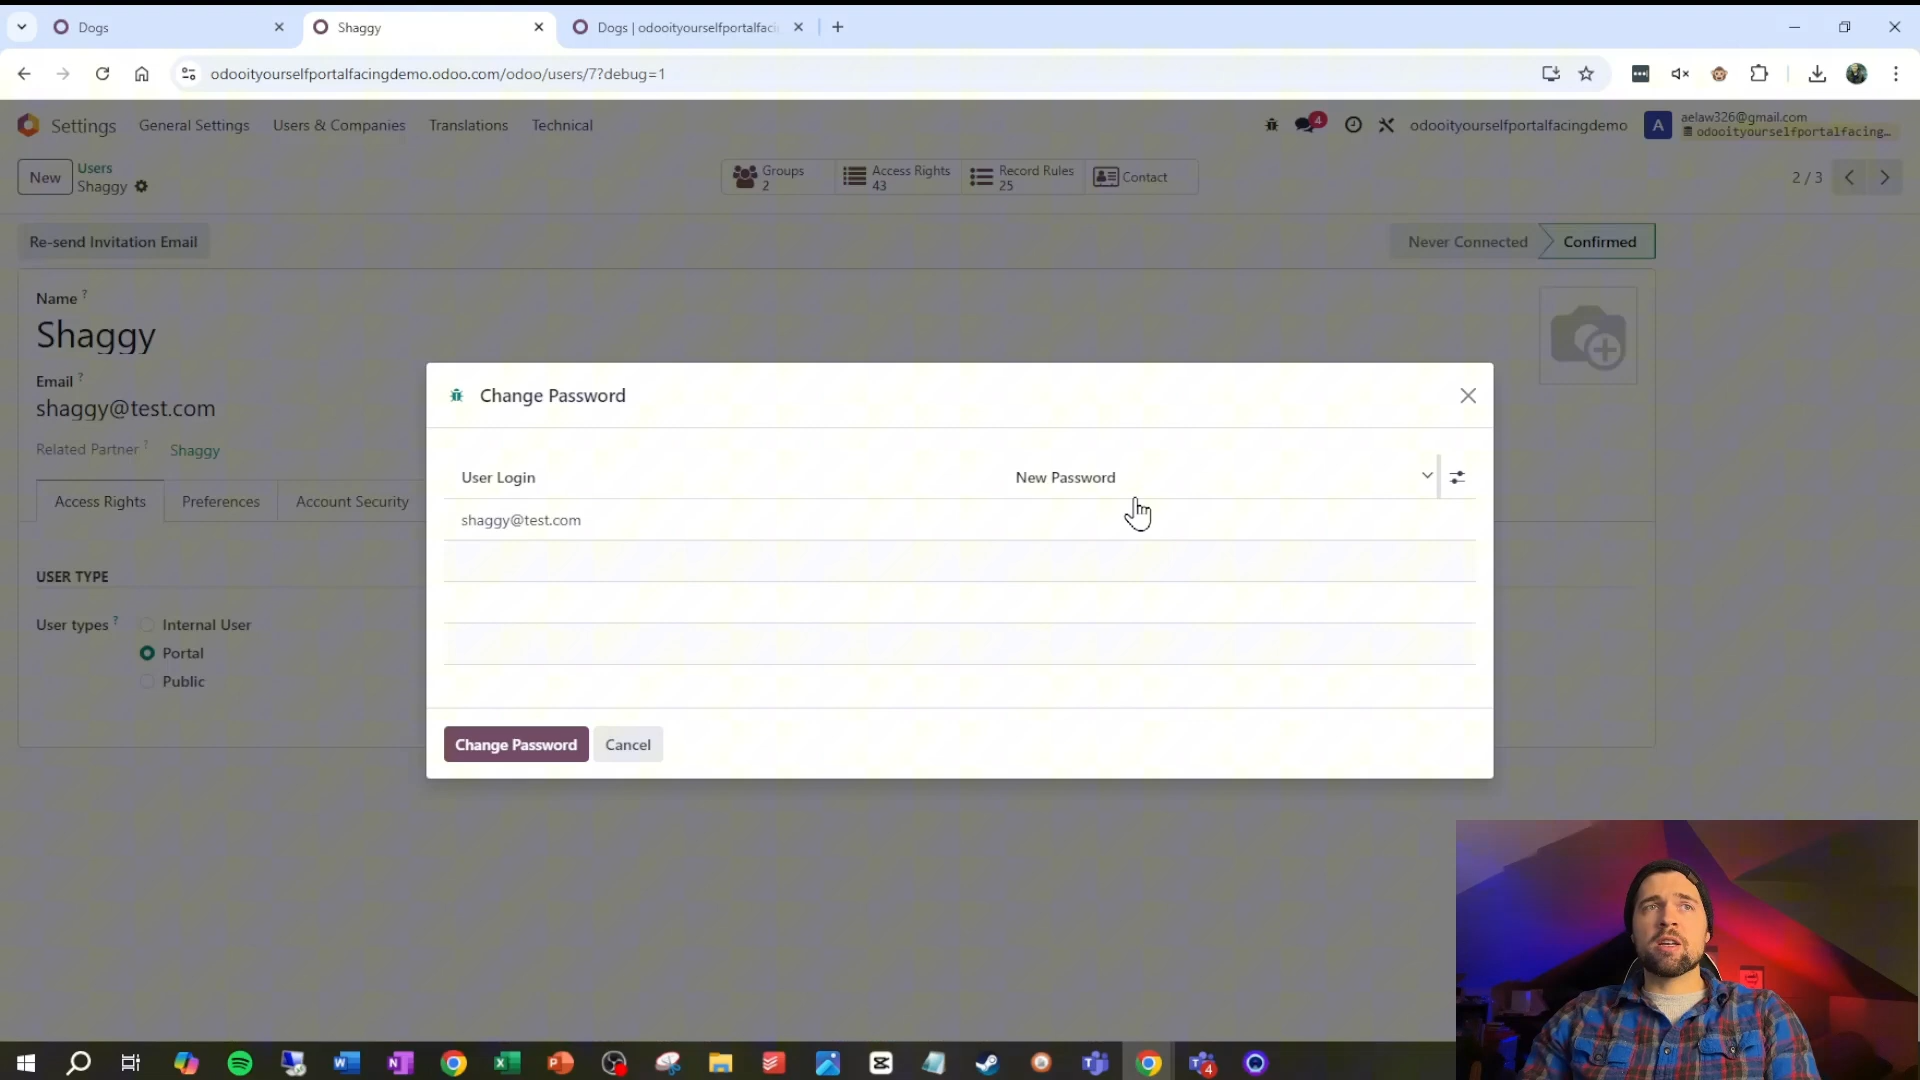 Dogs
Shaggy
Dogs | odooityourselfportalfaci
odooityourselfportalfacingdemo.odoo.com/odoo/users/7?debug=1
Settings
General Settings
Users & Companies
Translations
Technical
4
odooityourselfportalfacingdemo
A
aelaw326@gmail.com
odooityourselfportalfacing...
New
Users
Shaggy
Groups
2
Access Rights
43
Record Rules
25
Contact
2 / 3
Re-send Invitation Email
Never Connected
Confirmed
Name ?
Shaggy
Email ?
shaggy@test.com
Related Partner ?
Shaggy
Access Rights
Preferences
Account Security
USER TYPE
User types ?
Internal User
Portal
Public
Change Password
User Login
New Password
shaggy@test.com
Change Password
Cancel
4